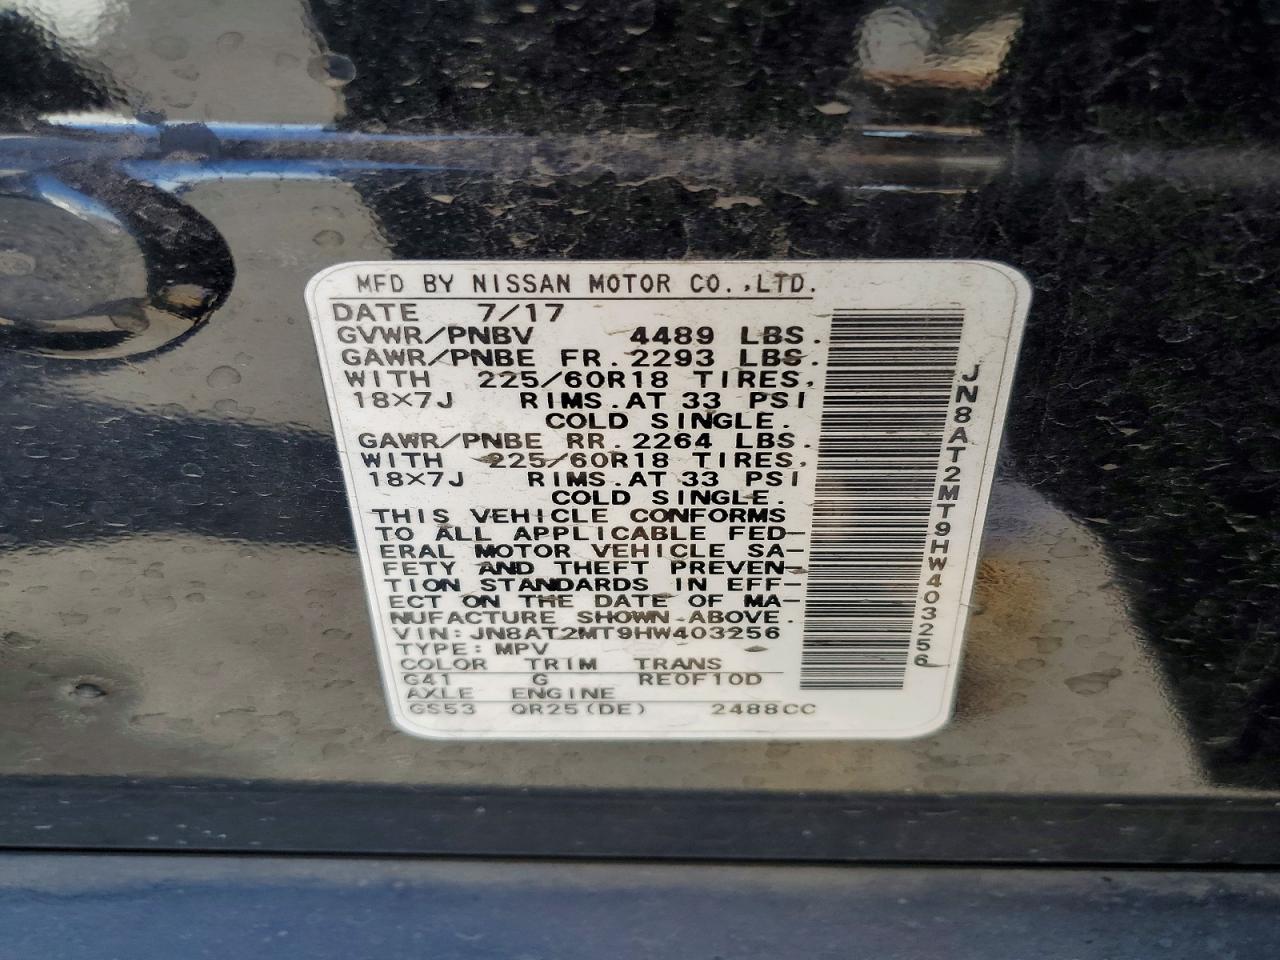 MFD BY NISSAN MOTOR CO.,LTD.
DATE 7/17
GVWR/PNBV 4489 LBS.
GAWR/PNBE FR.2293 LBS.
WITH 225/60R18 TIRES,
18×7J RIMS.AT 33 PSI
COLD SINGLE.
GAWR/PNBE RR.2264 LBS.
WITH 225/60R18 TIRES,
18×7J RIMS.AT 33 PSI
COLD SINGLE.
THIS VEHICLE CONFORMS
TO ALL APPLICABLE FED-
ERAL MOTOR VEHICLE SA-
FETY AND THEFT PREVEN-
TION STANDARDS IN EFF-
ECT ON THE DATE OF MA-
NUFACTURE SHOWN ABOVE.
VIN:JN8AT2MT9HW403256
TYPE:MPV
COLOR TRIM TRANS
G41 G RE0F10D
AXLE ENGINE
GS53 QR25(DE) 2488CC
JN8AT2MT9HW403256